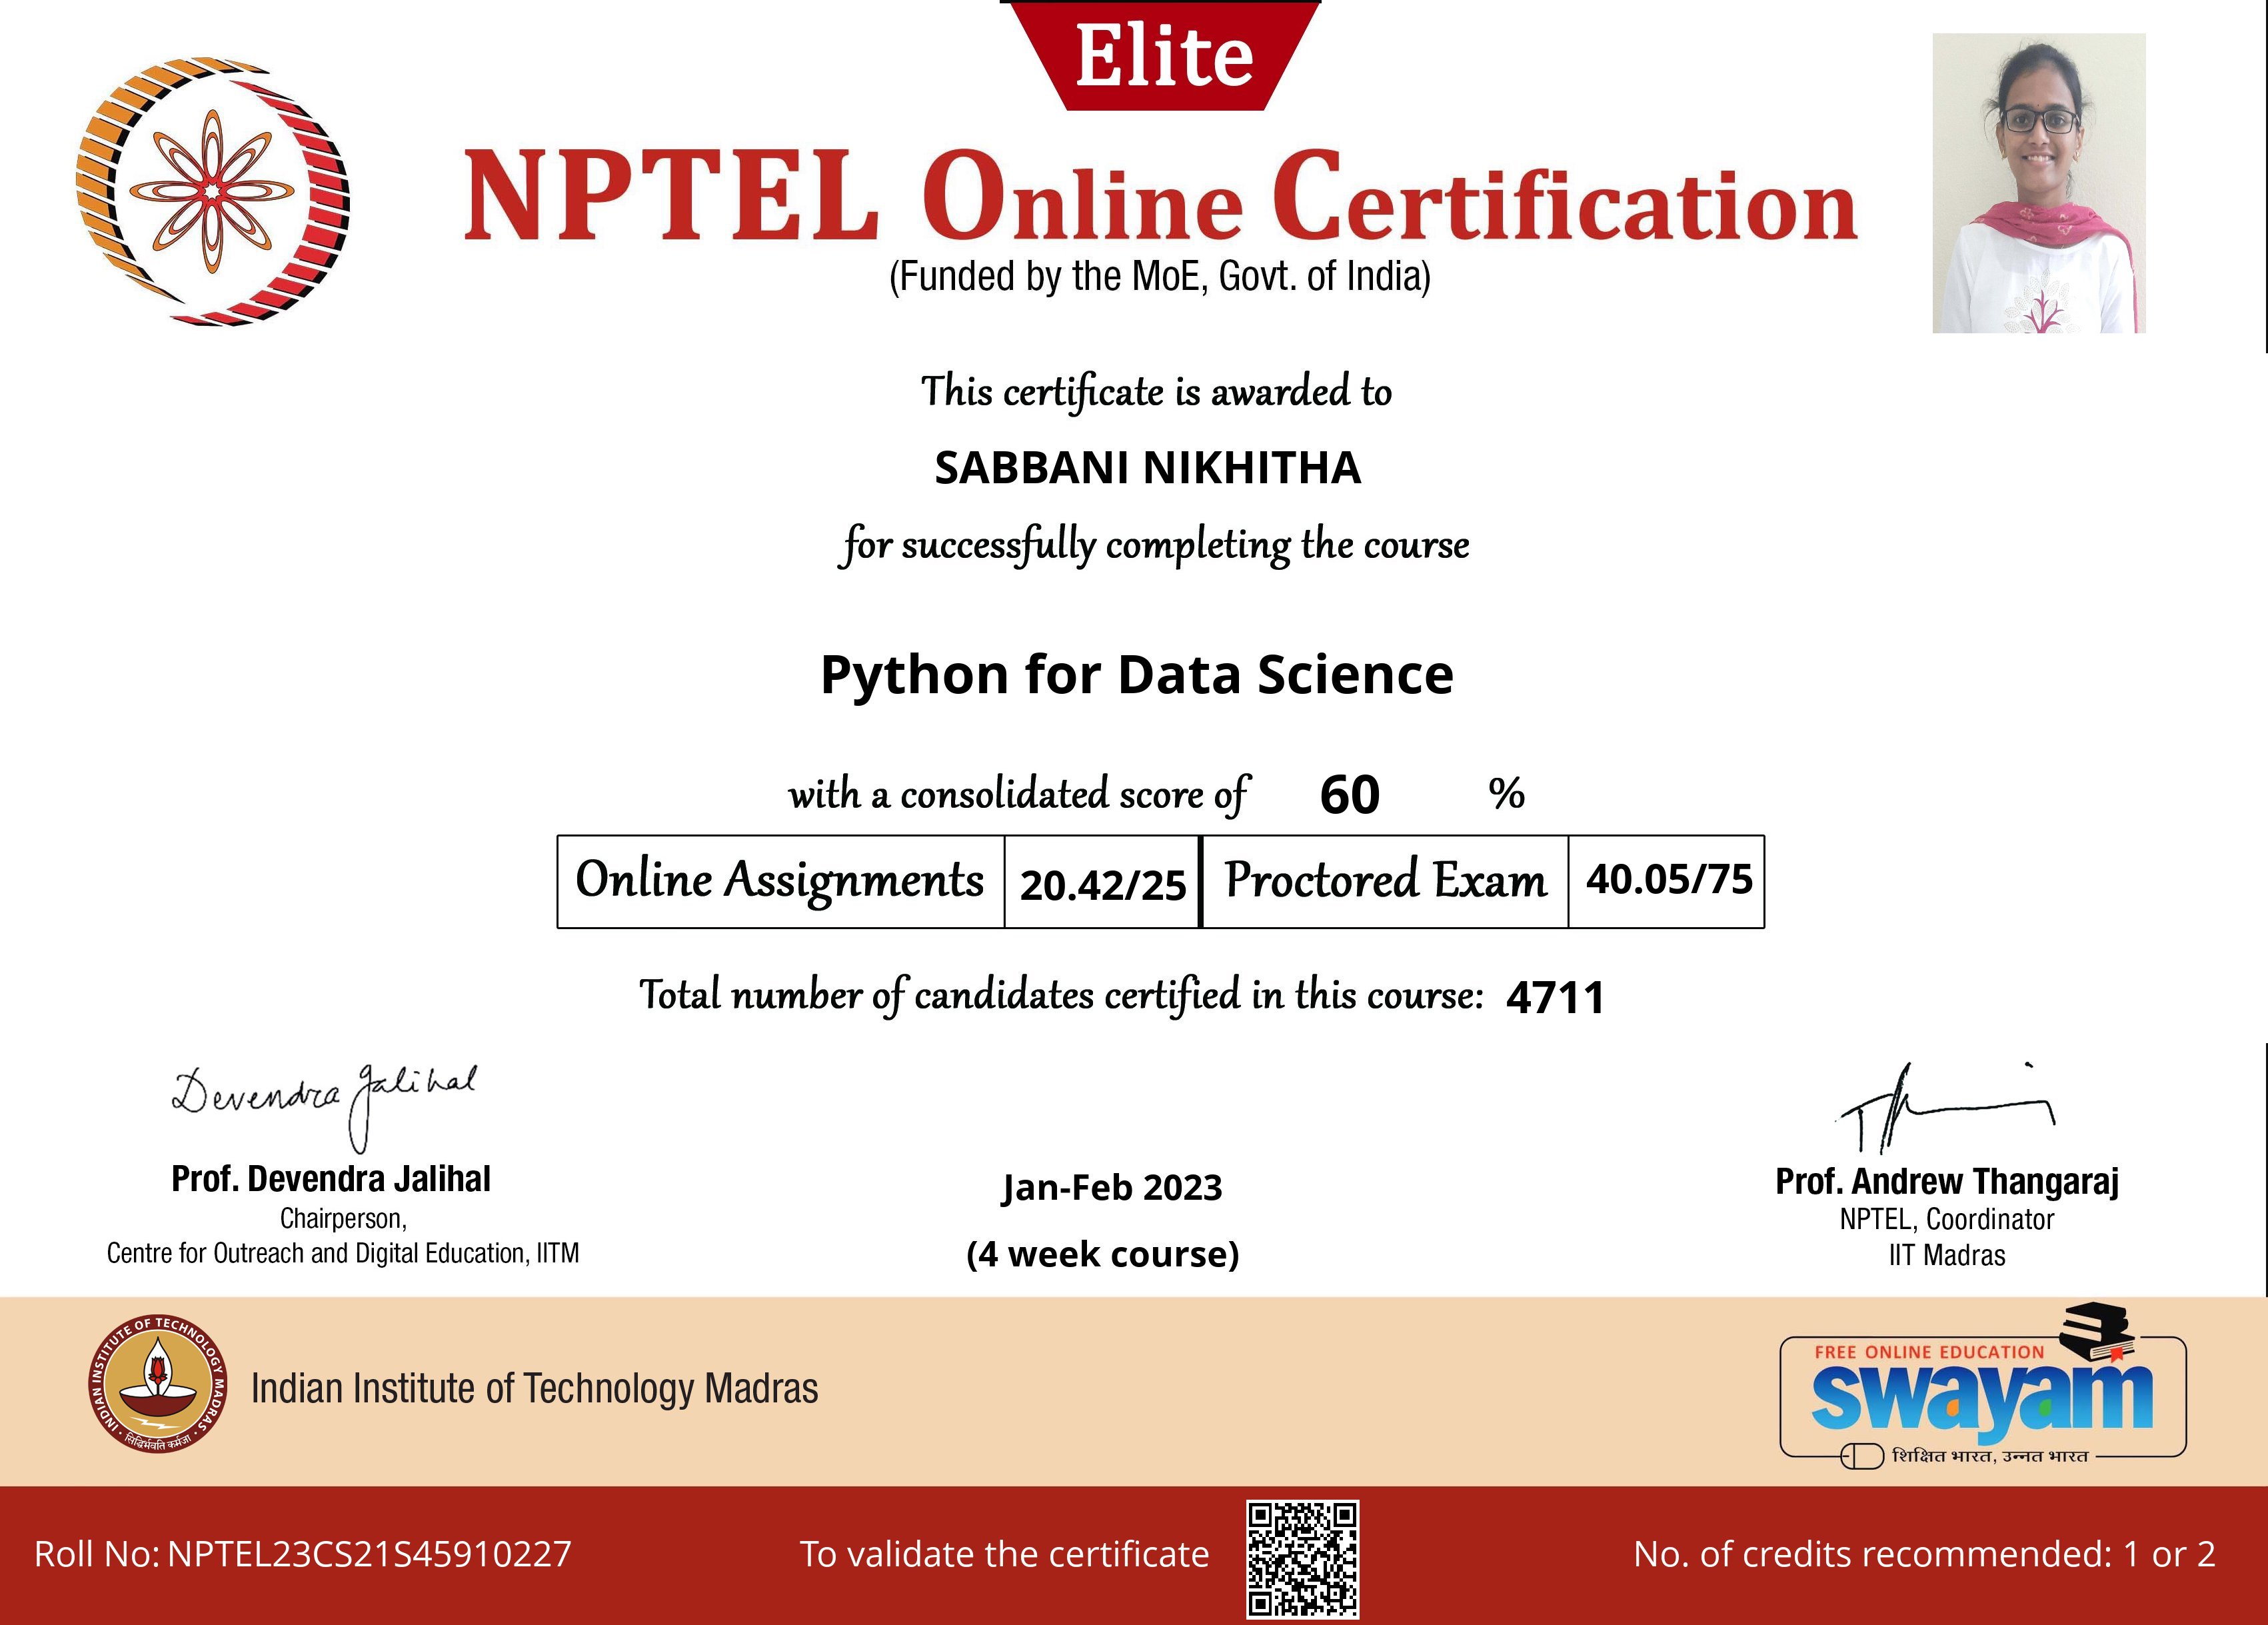 Elite
NPTEL Online Certification
(Funded by the MoE, Govt. of India)
This certificate is awarded to
SABBANI NIKHITHA
for successfully completing the course
Python for Data Science
with a consolidated score of 60 %
Online Assignments 20.42/25 Proctored Exam 40.05/75
Total number of candidates certified in this course: 4711
Devendra Jalihal
Prof. Devendra Jalihal
Chairperson,
Centre for Outreach and Digital Education, IITM
Jan-Feb 2023
(4 week course)
Prof. Andrew Thangaraj
NPTEL, Coordinator
IIT Madras
INDIAN INSTITUTE OF TECHNOLOGY MADRAS
सिद्धिर्भवति कर्मजा
Indian Institute of Technology Madras
FREE ONLINE EDUCATION
swayam
शिक्षित भारत, उन्नत भारत
Roll No: NPTEL23CS21S45910227
To validate the certificate
No. of credits recommended: 1 or 2